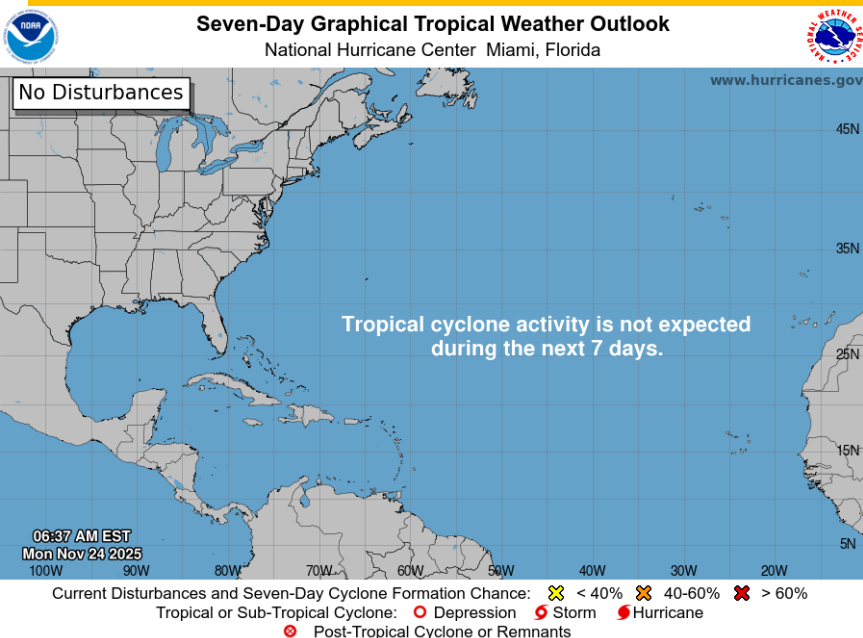 Seven-Day Graphical Tropical Weather Outlook
National Hurricane Center Miami, Florida
NOAA
No Disturbances
www.hurricanes.gov
45N
35N
Tropical cyclone activity is not expected
during the next 7 days.
25N
15N
06:37 AM EST
Mon Nov 24 2025
5N
100W 90W 80W 70W 60W 50W 40W 30W 20W
Current Disturbances and Seven-Day Cyclone Formation Chance: < 40% 40-60% > 60%
Tropical or Sub-Tropical Cyclone: Depression Storm Hurricane
Post-Tropical Cyclone or Remnants